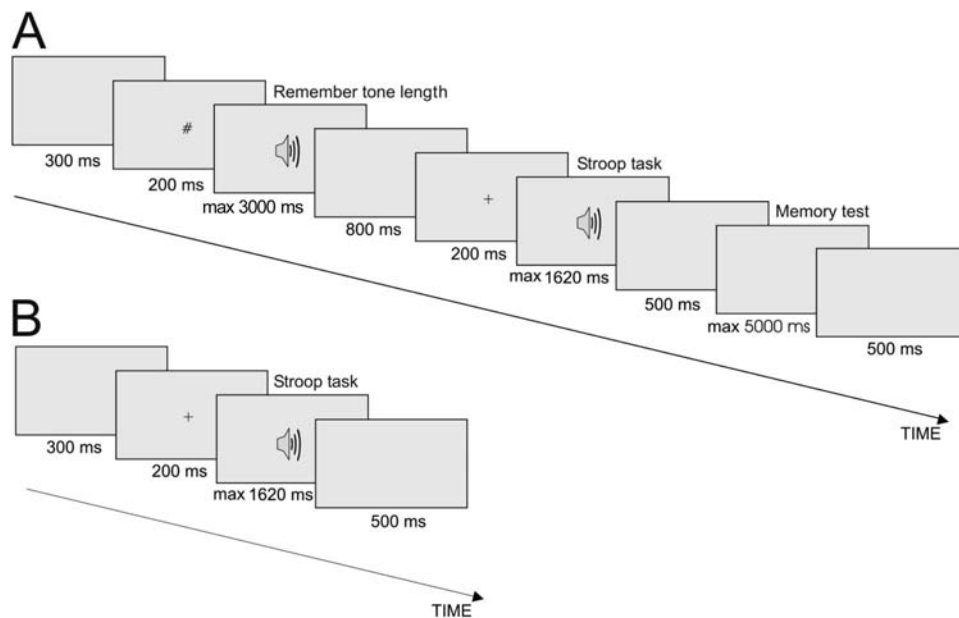 A
Remember tone length
#
300 ms
Stroop task
200 ms
max 3000 ms
+
Memory test
800 ms
200 ms
max 1620 ms
500 ms
max 5000 ms
500 ms
TIME
B
Stroop task
+
300 ms
200 ms
max 1620 ms
500 ms
TIME